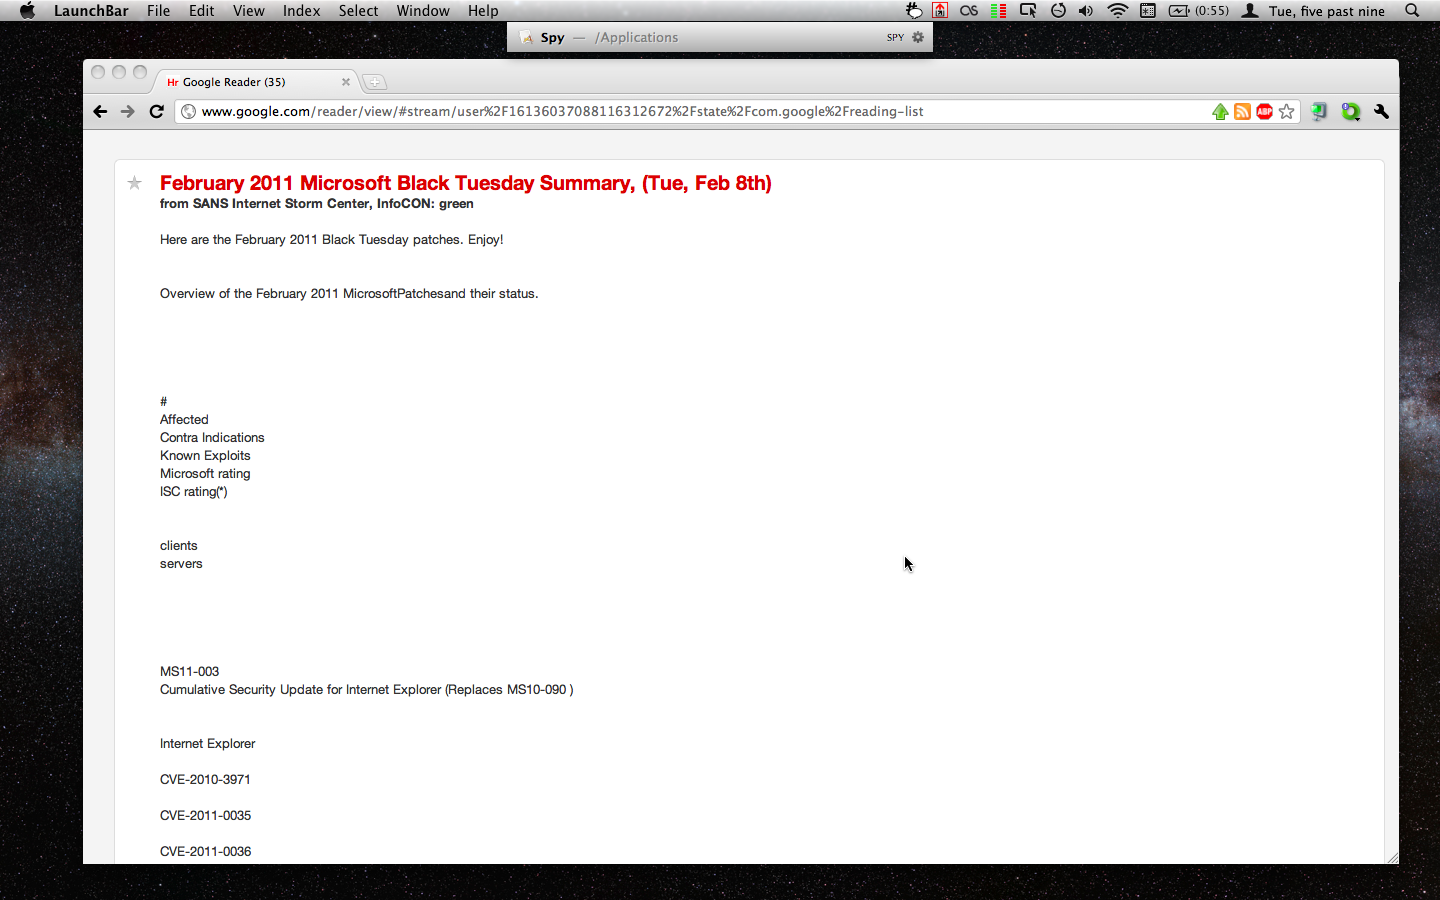 LaunchBar File Edit View Index Select Window Help (0:55) Tue, five past nine
Spy — /Applications SPY
Hr Google Reader (35)
www.google.com/reader/view/#stream/user%2F16136037088116312672%2Fstate%2Fcom.google%2Freading-list ABP
February 2011 Microsoft Black Tuesday Summary, (Tue, Feb 8th)
from SANS Internet Storm Center, InfoCON: green
Here are the February 2011 Black Tuesday patches. Enjoy!
Overview of the February 2011 MicrosoftPatchesand their status.
#
Affected
Contra Indications
Known Exploits
Microsoft rating
ISC rating(*)
clients
servers
MS11-003
Cumulative Security Update for Internet Explorer (Replaces MS10-090 )
Internet Explorer
CVE-2010-3971
CVE-2011-0035
CVE-2011-0036